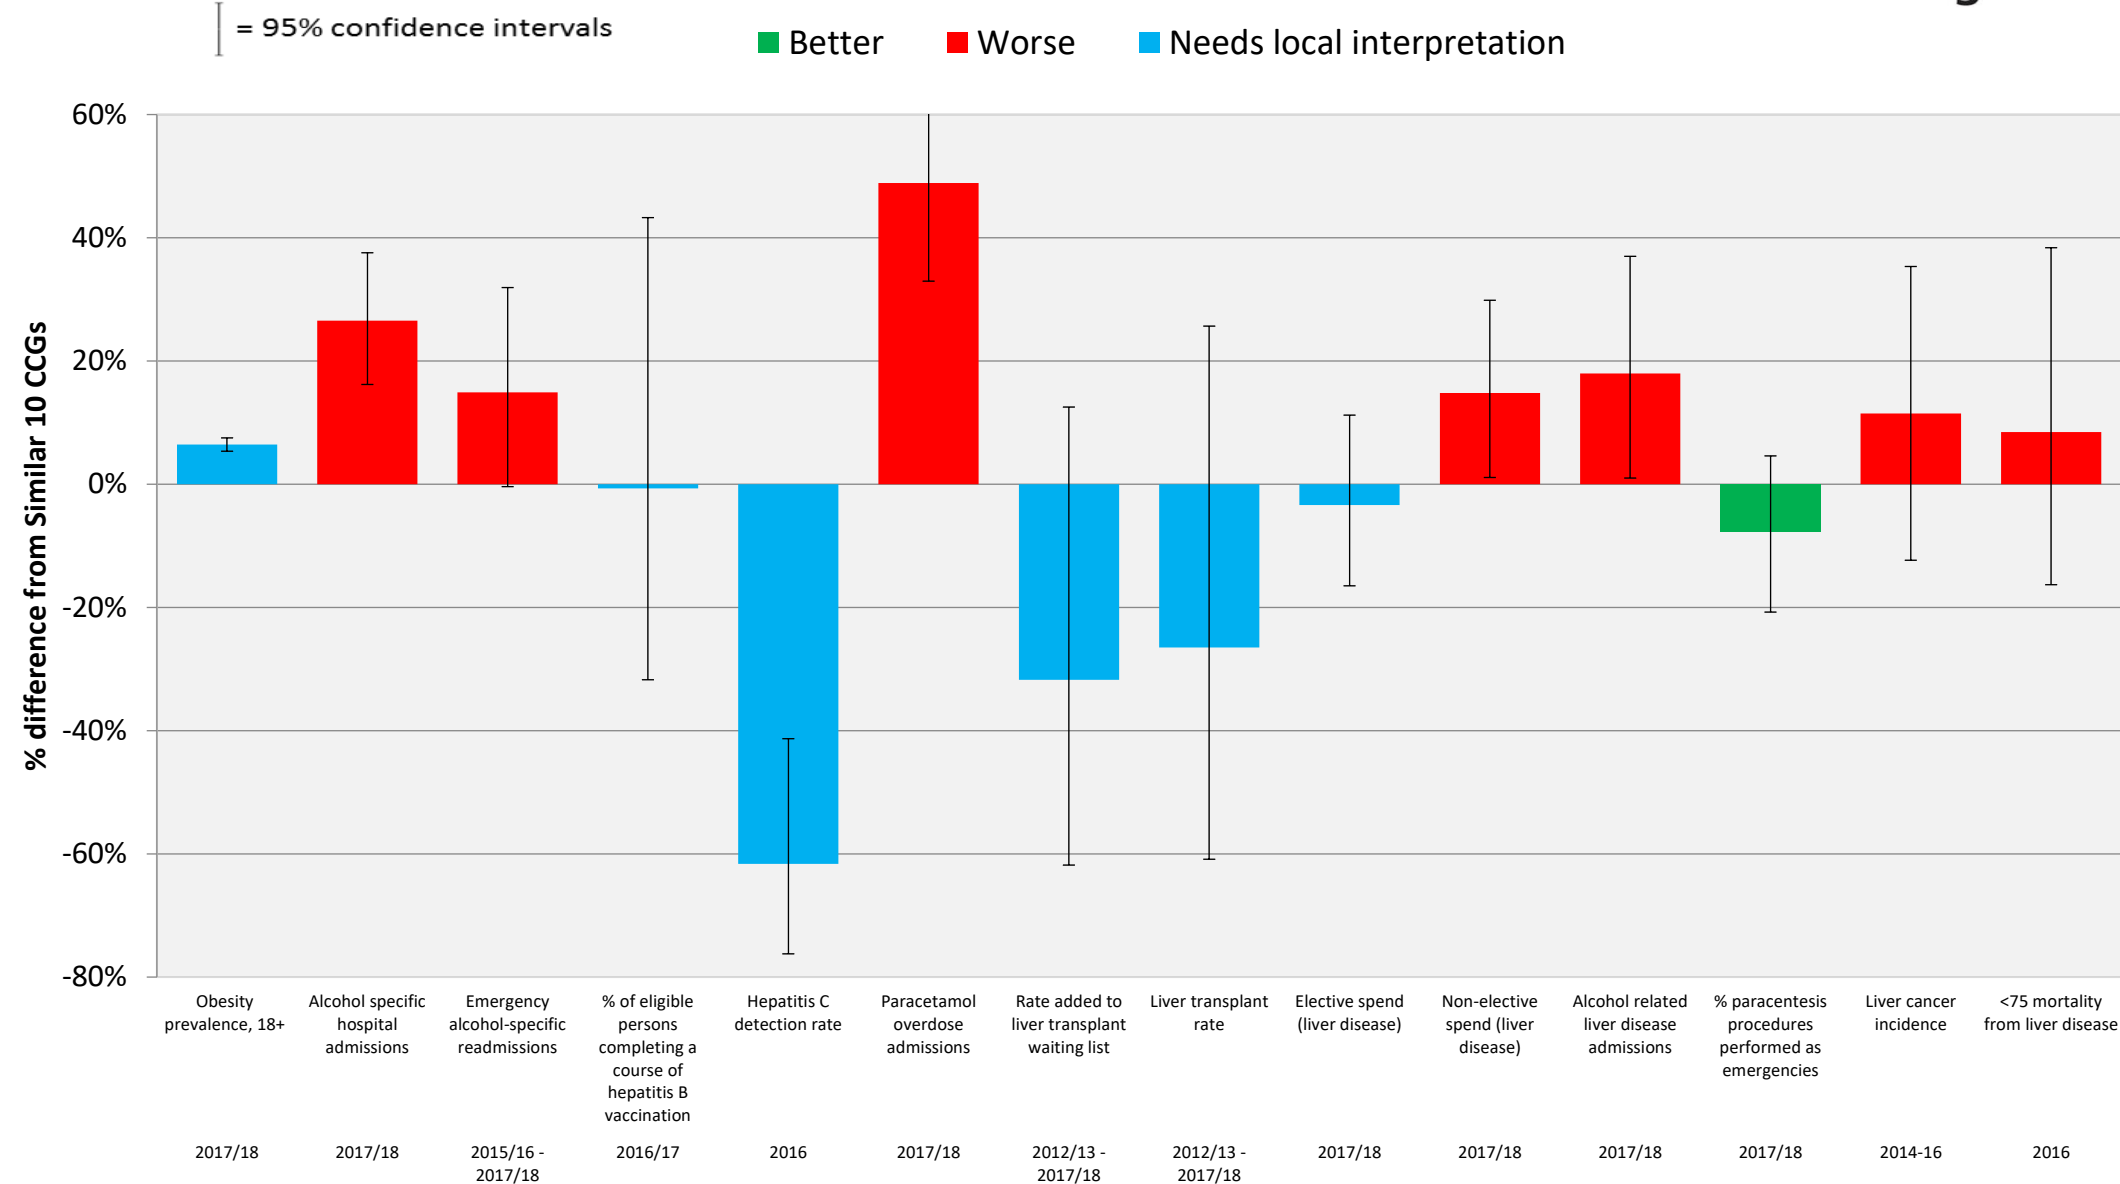 = 95% confidence intervals
Better
Worse
Needs local interpretation
60%
40%
20%
0%
-20%
-40%
-60%
-80%
% difference from Similar 10 CCGs
Obesity
prevalence, 18+
Alcohol specific
hospital
admissions
Emergency
alcohol-specific
readmissions
% of eligible
persons
completing a
course of
hepatitis B
vaccination
Hepatitis C
detection rate
Paracetamol
overdose
admissions
Rate added to
liver transplant
waiting list
Liver transplant
rate
Elective spend
(liver disease)
Non-elective
spend (liver
disease)
Alcohol related
liver disease
admissions
% paracentesis
procedures
performed as
emergencies
Liver cancer
incidence
<75 mortality
from liver disease
2017/18
2017/18
2015/16 -
2017/18
2016/17
2016
2017/18
2012/13 -
2017/18
2012/13 -
2017/18
2017/18
2017/18
2017/18
2017/18
2014-16
2016